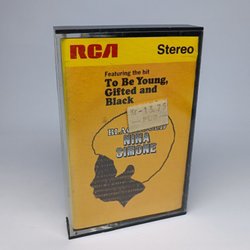 RCA Stereo
Featuring the hit
To Be Young,
Gifted and
Black
NINA
SIMONE